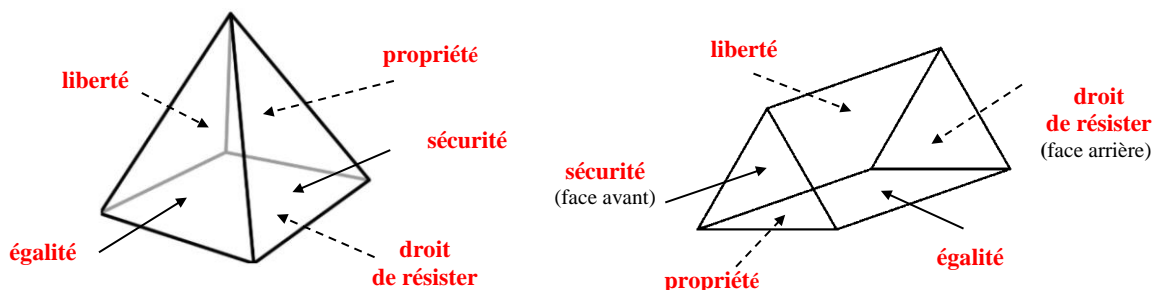 propriété
liberté
sécurité
égalité
droit
de résister
liberté
droit
de résister
(face arrière)
sécurité
(face avant)
propriété
égalité